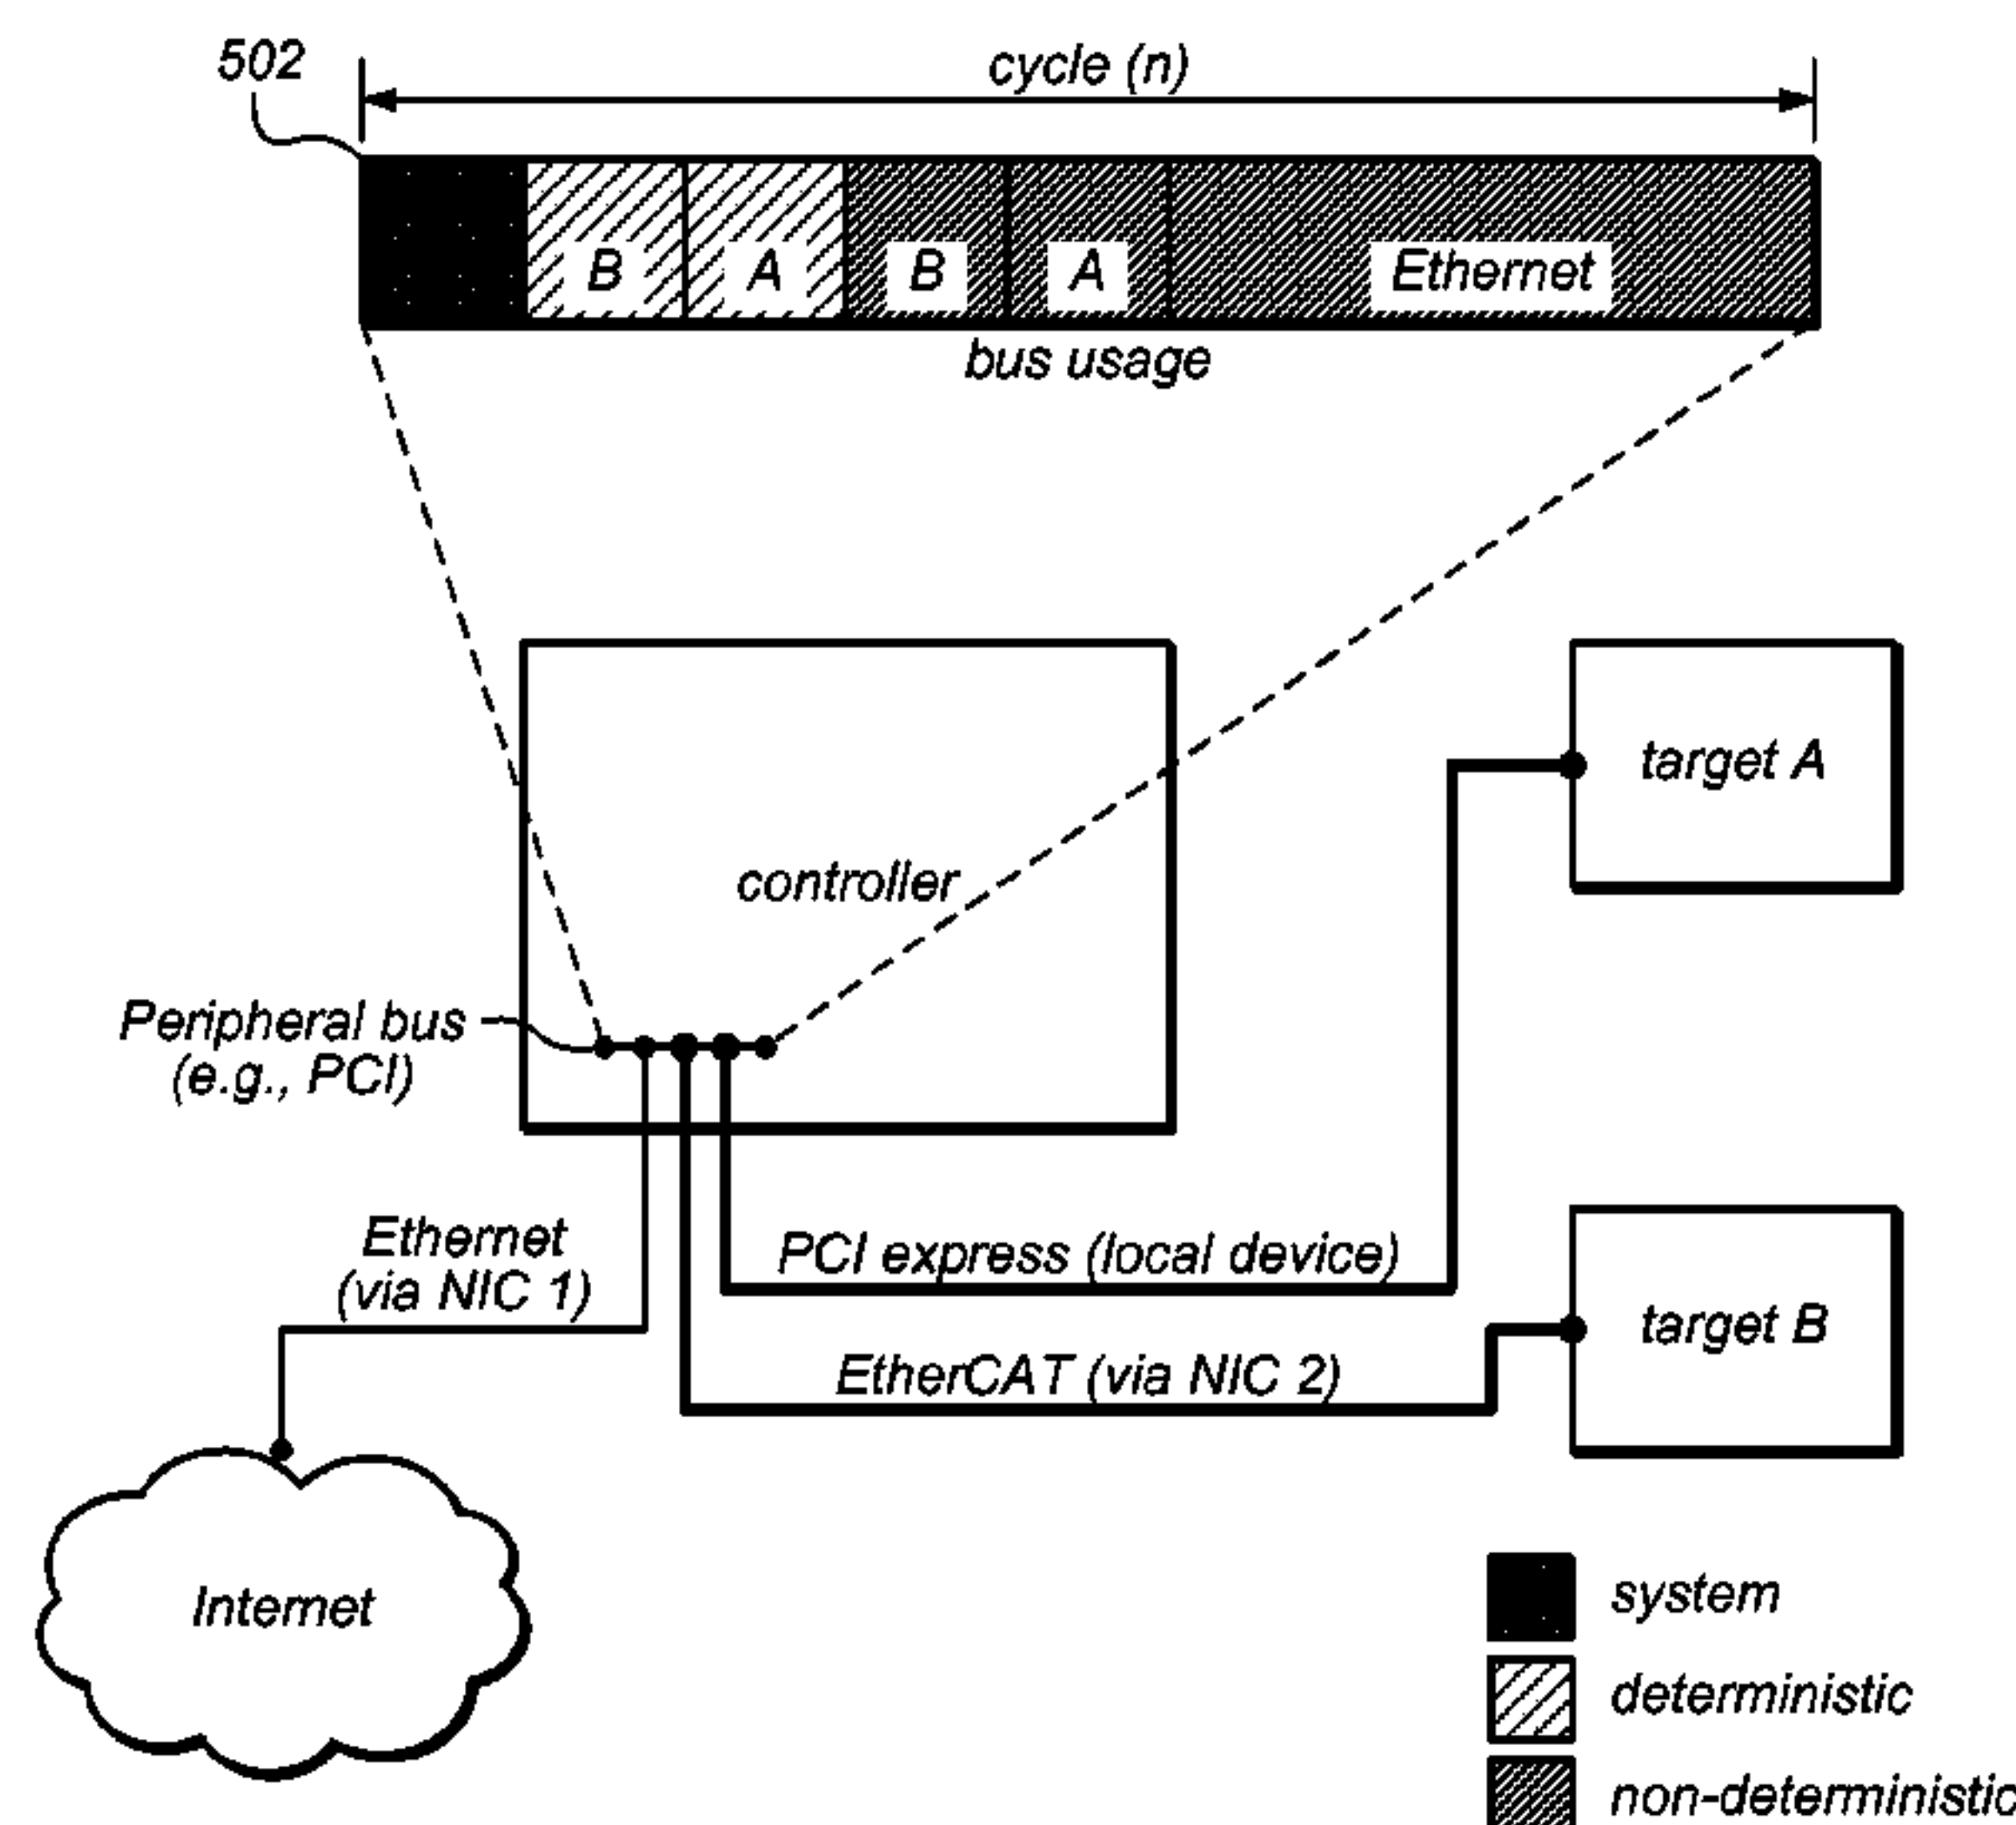 502
cycle (n)
B
A
B
A
Ethernet
bus usage
target A
controller
Peripheral bus
(e.g., PCI)
Ethernet
(via NIC 1)
PCI express (local device)
target B
EtherCAT (via NIC 2)
Internet
system
deterministic
non-deterministic